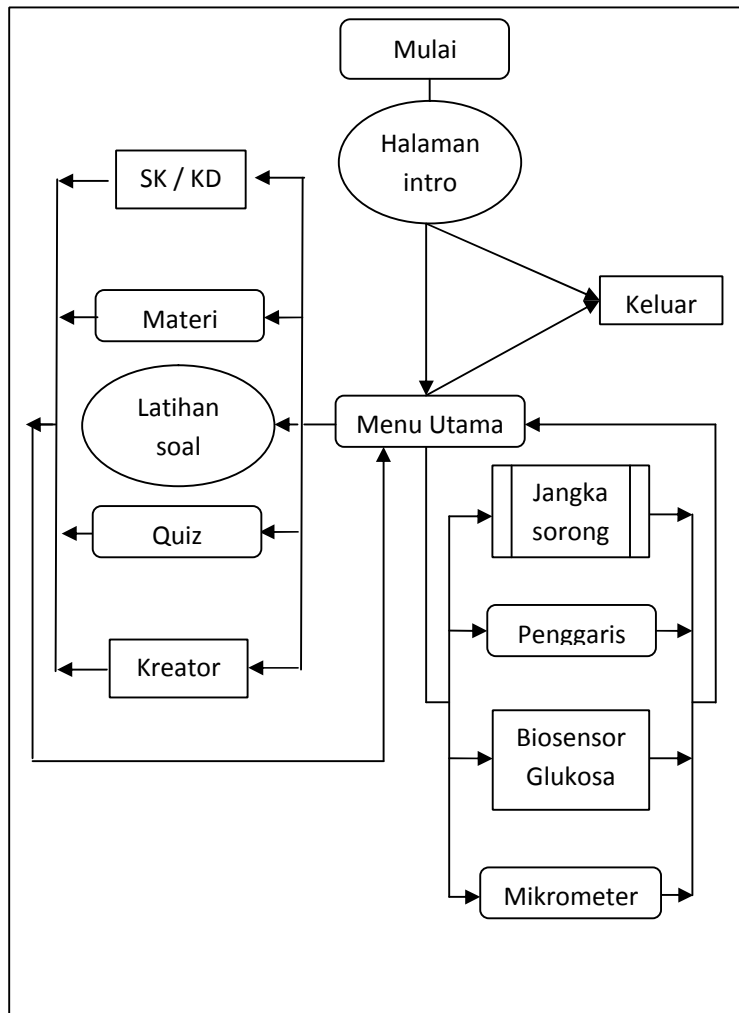 Mulai
Halaman
intro
SK / KD
Keluar
Materi
Latihan
soal
Menu Utama
Jangka
sorong
Quiz
Penggaris
Kreator
Biosensor
Glukosa
Mikrometer